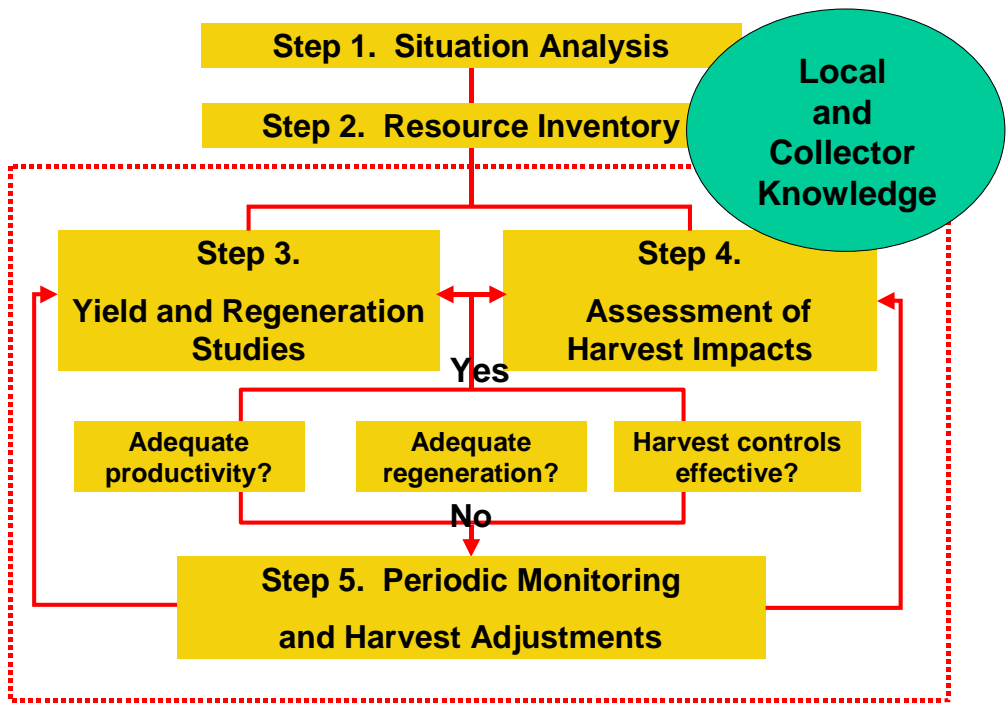 Step 1.  Situation Analysis
Step 2.  Resource Inventory
Local
and
Collector
Knowledge
Step 3.
Yield and Regeneration
Studies
Step 4.
Assessment of
Harvest Impacts
Yes
Adequate
productivity?
Adequate
regeneration?
Harvest controls
effective?
No
Step 5.  Periodic Monitoring
and Harvest Adjustments